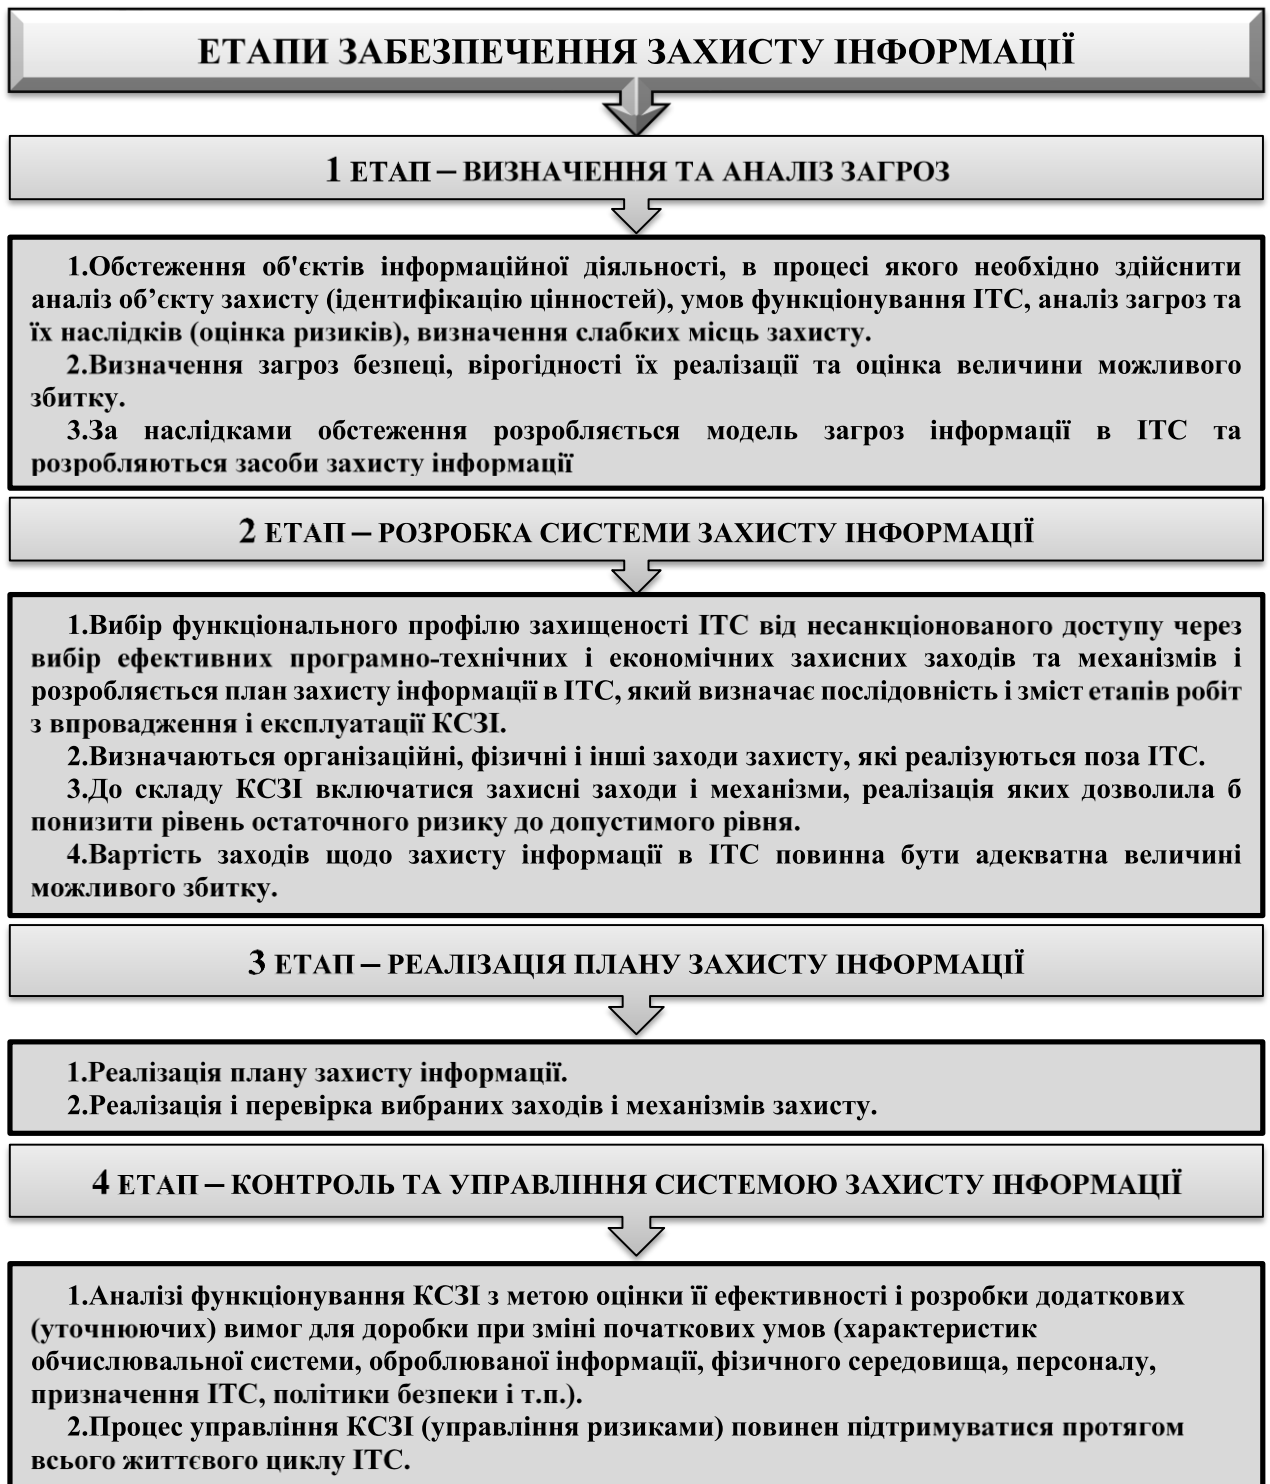 ЕТАПИ ЗАБЕЗПЕЧЕННЯ ЗАХИСТУ ІНФОРМАЦІЇ
1 ЕТАП – ВИЗНАЧЕННЯ ТА АНАЛІЗ ЗАГРОЗ
1.Обстеження об'єктів інформаційної діяльності, в процесі якого необхідно здійснити
аналіз об’єкту захисту (ідентифікацію цінностей), умов функціонування ІТС, аналіз загроз та
їх наслідків (оцінка ризиків), визначення слабких місць захисту.
2.Визначення загроз безпеці, вірогідності їх реалізації та оцінка величини можливого
збитку.
3.За наслідками обстеження розробляється модель загроз інформації в ІТС та
розробляються засоби захисту інформації
2 ЕТАП – РОЗРОБКА СИСТЕМИ ЗАХИСТУ ІНФОРМАЦІЇ
1.Вибір функціонального профілю захищеності ІТС від несанкціонованого доступу через
вибір ефективних програмно-технічних і економічних захисних заходів та механізмів і
розробляється план захисту інформації в ІТС, який визначає послідовність і зміст етапів робіт
з впровадження і експлуатації КСЗІ.
2.Визначаються організаційні, фізичні і інші заходи захисту, які реалізуються поза ІТС.
3.До складу КСЗІ включатися захисні заходи і механізми, реалізація яких дозволила б
понизити рівень остаточного ризику до допустимого рівня.
4.Вартість заходів щодо захисту інформації в ІТС повинна бути адекватна величині
можливого збитку.
3 ЕТАП – РЕАЛІЗАЦІЯ ПЛАНУ ЗАХИСТУ ІНФОРМАЦІЇ
1.Реалізація плану захисту інформації.
2.Реалізація і перевірка вибраних заходів і механізмів захисту.
4 ЕТАП – КОНТРОЛЬ ТА УПРАВЛІННЯ СИСТЕМОЮ ЗАХИСТУ ІНФОРМАЦІЇ
1.Аналізі функціонування КСЗІ з метою оцінки її ефективності і розробки додаткових
(уточнюючих) вимог для доробки при зміні початкових умов (характеристик
обчислювальної системи, оброблюваної інформації, фізичного середовища, персоналу,
призначення ІТС, політики безпеки і т.п.).
2.Процес управління КСЗІ (управління ризиками) повинен підтримуватися протягом
всього життєвого циклу ІТС.